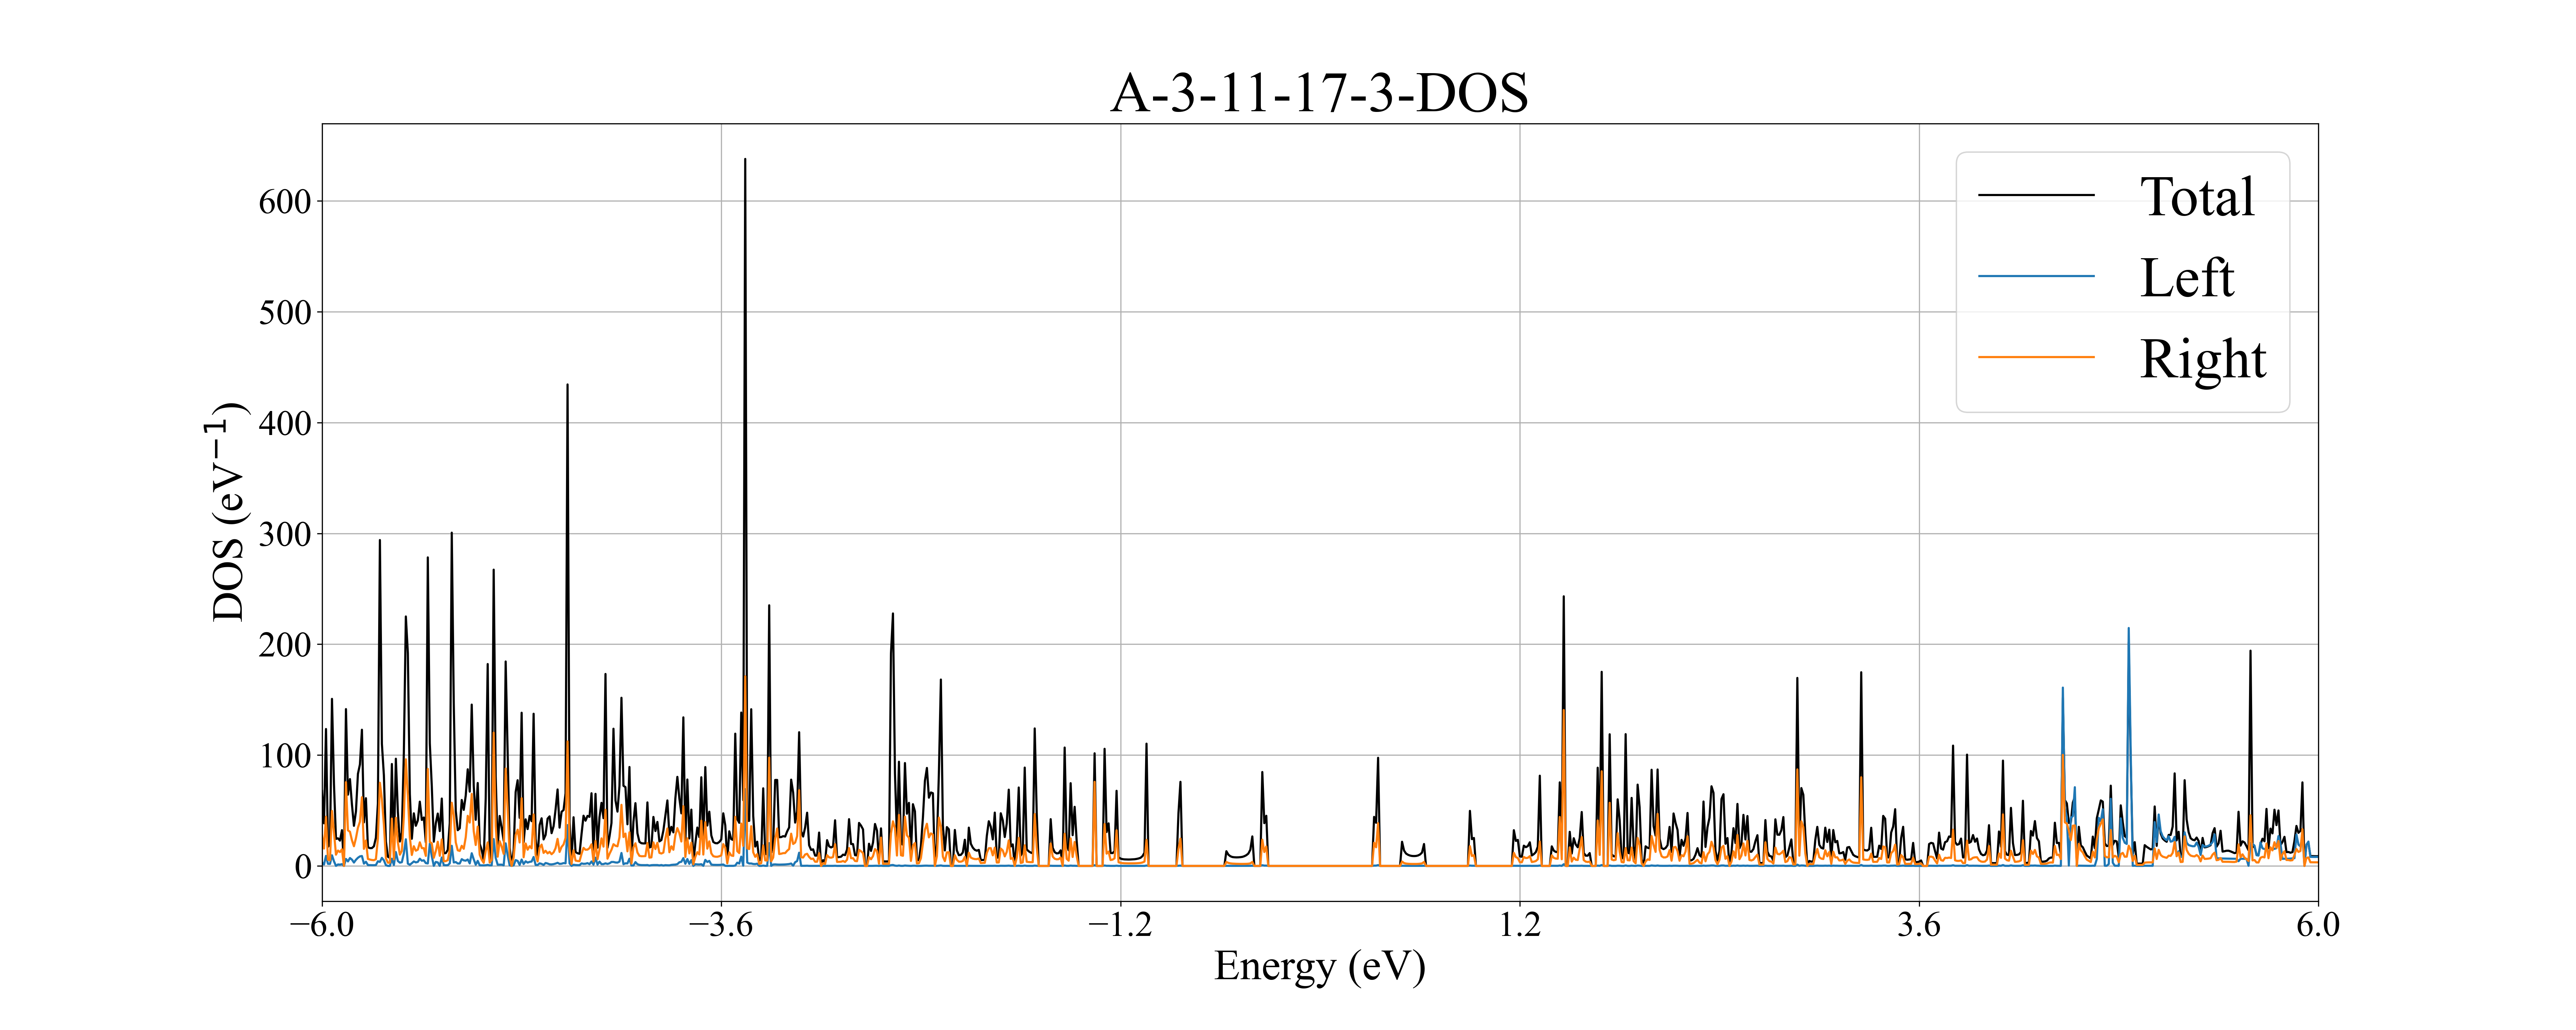 A-3-11-17-3-DOS
Total
Left
Right
600
500
400
300
200
100
0
DOS (eV⁻¹)
−6.0 −3.6 −1.2 1.2 3.6 6.0
Energy (eV)